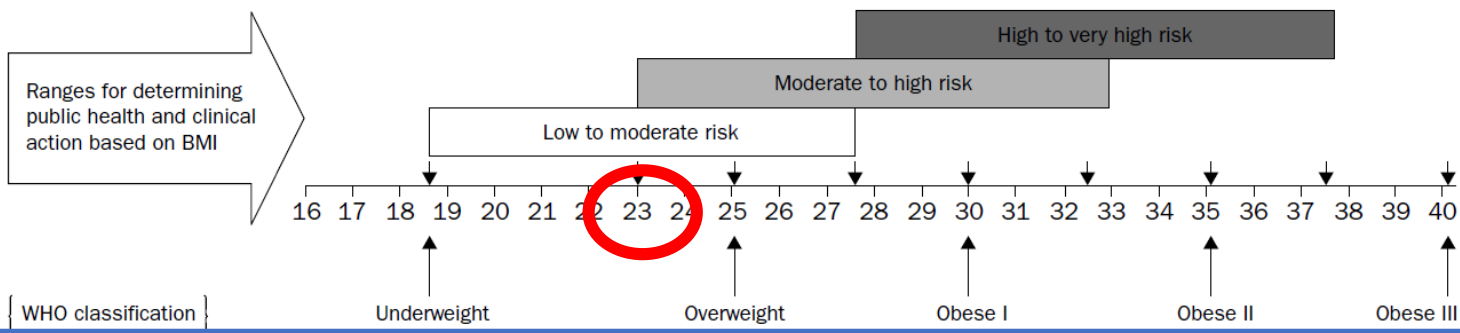 High to very high risk
Ranges for determining
public health and clinical
action based on BMI
Moderate to high risk
Low to moderate risk
16 17 18 19 20 21 22 23 24 25 26 27 28 29 30 31 32 33 34 35 36 37 38 39 40
WHO classification Underweight Overweight Obese I Obese II Obese III